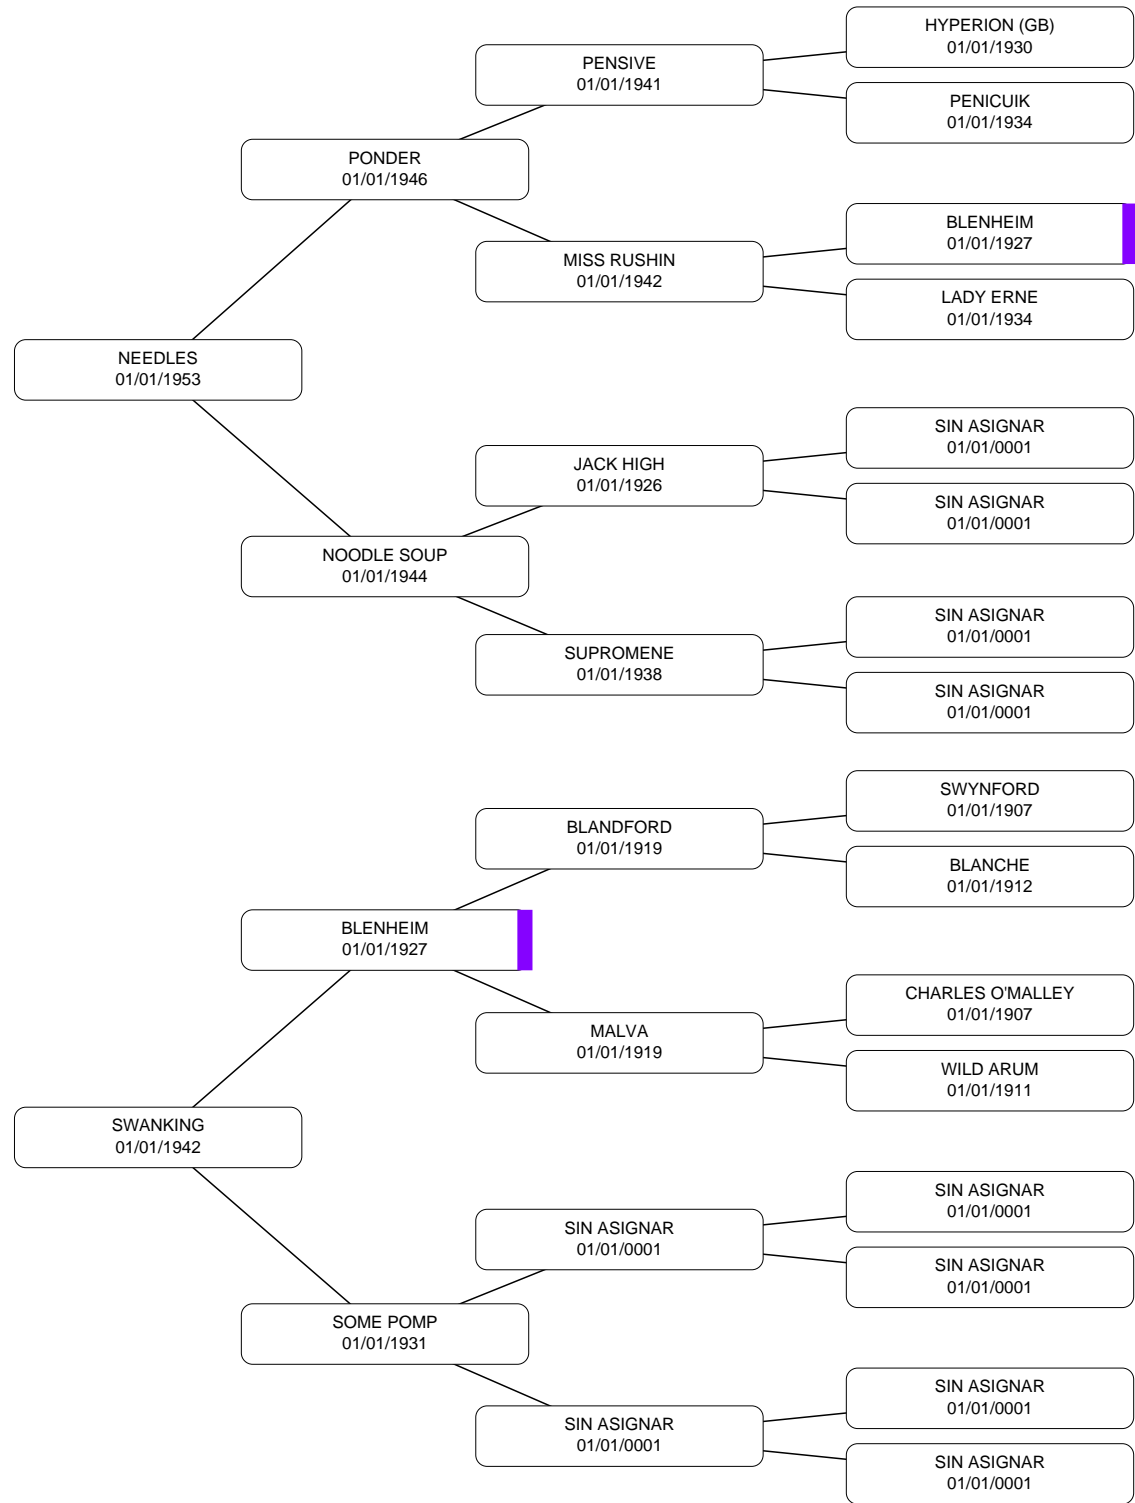 HYPERION (GB)
01/01/1930
PENSIVE
01/01/1941
PENICUIK
01/01/1934
PONDER
01/01/1946
BLENHEIM
01/01/1927
MISS RUSHIN
01/01/1942
LADY ERNE
01/01/1934
NEEDLES
01/01/1953
SIN ASIGNAR
01/01/0001
JACK HIGH
01/01/1926
SIN ASIGNAR
01/01/0001
NOODLE SOUP
01/01/1944
SIN ASIGNAR
01/01/0001
SUPROMENE
01/01/1938
SIN ASIGNAR
01/01/0001
SWYNFORD
01/01/1907
BLANDFORD
01/01/1919
BLANCHE
01/01/1912
BLENHEIM
01/01/1927
CHARLES O'MALLEY
01/01/1907
MALVA
01/01/1919
WILD ARUM
01/01/1911
SWANKING
01/01/1942
SIN ASIGNAR
01/01/0001
SIN ASIGNAR
01/01/0001
SIN ASIGNAR
01/01/0001
SOME POMP
01/01/1931
SIN ASIGNAR
01/01/0001
SIN ASIGNAR
01/01/0001
SIN ASIGNAR
01/01/0001